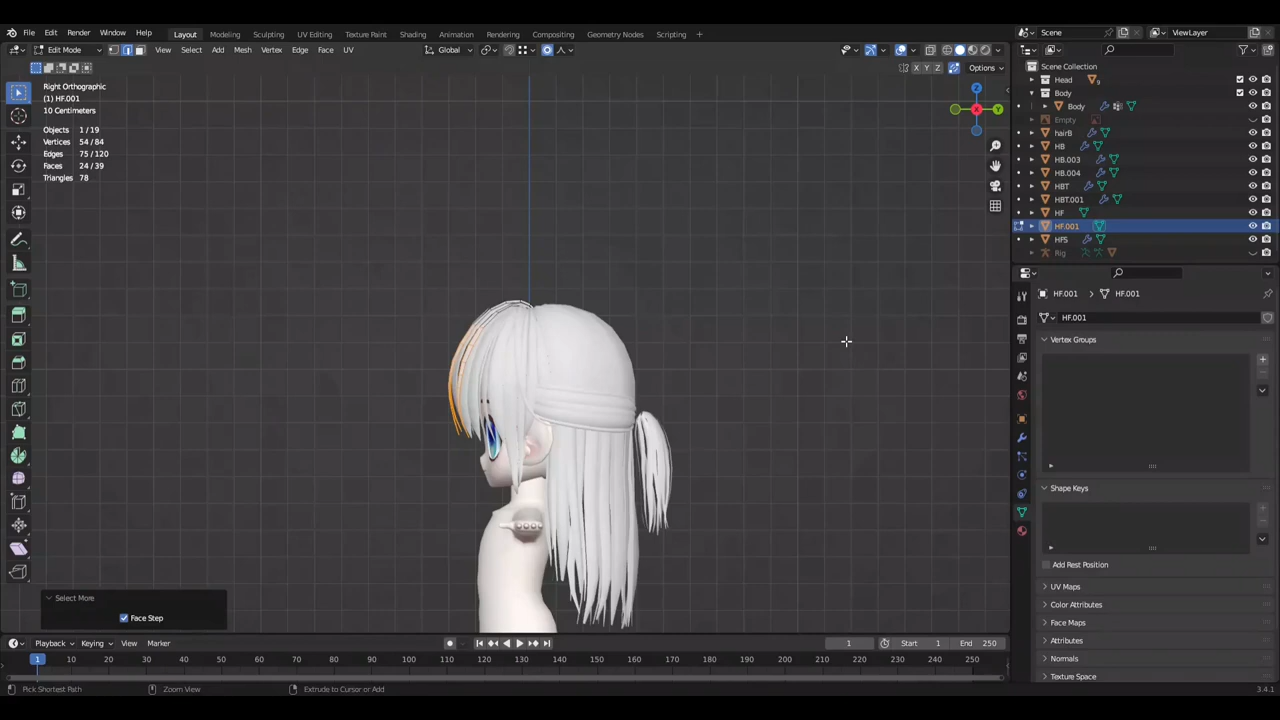 File Edit Render Window Help Layout Modeling Sculpting UV Editing Texture Paint Shading Animation Rendering Compositing Geometry Nodes Scripting + Scene ViewLayer
Edit Mode View Select Add Mesh Vertex Edge Face UV Global
X Y Z Options
Right Orthographic
(1) HF.001
10 Centimeters
Objects 1 / 19
Vertices 54 / 84
Edges 75 / 120
Faces 24 / 39
Triangles 78
Z
X
Y
Scene Collection
Head 9
Body
Body
Empty
hairB
HB
HB.003
HB.004
HBT
HBT.001
HF
HF.001
HFS
Rig
HF.001 > HF.001
HF.001
Vertex Groups
Shape Keys
Add Rest Position
UV Maps
Color Attributes
Face Maps
Attributes
Normals
Texture Space
Select More
Face Step
Playback Keying View Marker 1 Start 1 End 250
1 10 20 30 40 50 60 70 80 90 100 110 120 130 140 150 160 170 180 190 200 210 220 230 240 250
Pick Shortest Path Zoom View Extrude to Cursor or Add 3.4.1